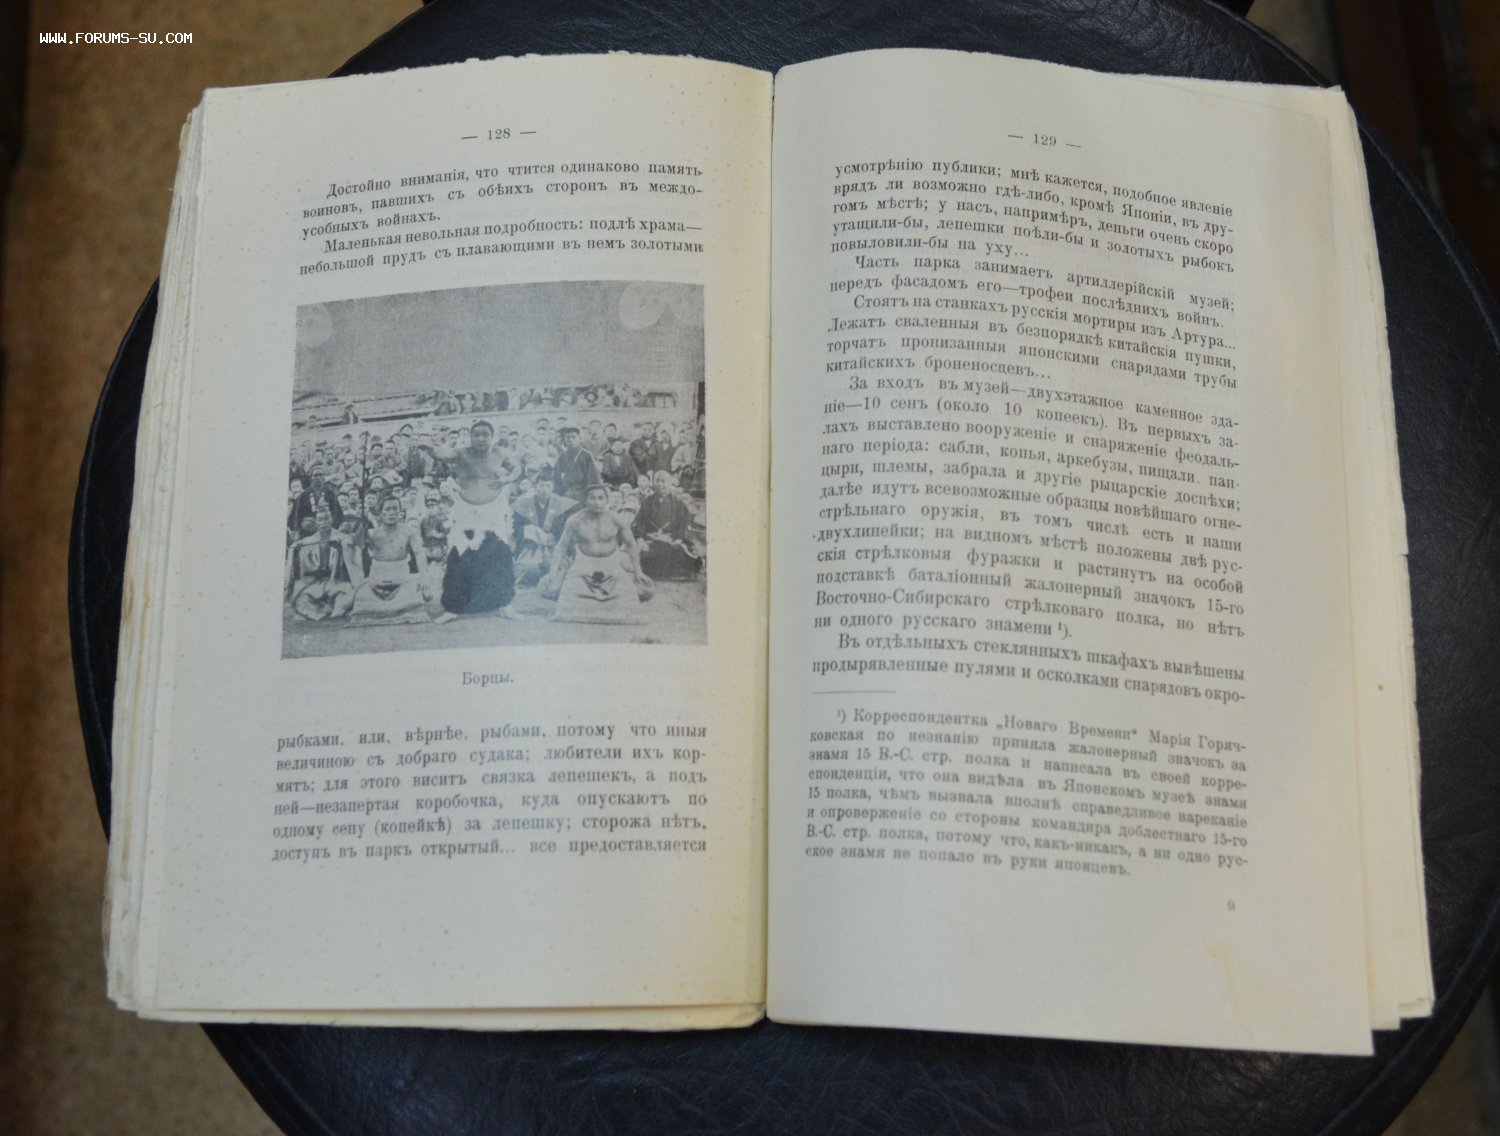 WWW.FORUMS-SU.COM
— 128 —
Достойно вниманія, что чтится одинаково память
воиновъ, павшихъ съ обѣихъ сторонъ въ междо-
усобныхъ войнахъ.
Маленькая невольная подробность: подлѣ храма—
небольшой прудъ съ плавающими въ немъ золотыми
Борцы.
рыбками, или, вѣрнѣе, рыбами, потому что иныя
величиною съ добраго судака; любители ихъ кор-
мятъ; для этого виситъ связка лепешекъ, а подъ
ней—незапертая коробочка, куда опускаютъ по
одному сену (копейкѣ) за лепешку; сторожа нѣтъ,
доступъ въ паркъ открытый... все предоставляется
— 129 —
усмотрѣнію публики; мнѣ кажется, подобное явленіе
врядъ ли возможно гдѣ-либо, кромѣ Японіи, въ дру-
гомъ мѣстѣ; у насъ, напримѣръ, деньги очень скоро
утащили-бы, лепешки поѣли-бы и золотыхъ рыбокъ
повыловили-бы на уху...
Часть парка занимаетъ артиллерійскій музей;
передъ фасадомъ его—трофеи послѣднихъ войнъ.
Стоятъ на станкахъ русскія мортиры изъ Артура...
Лежатъ сваленныя въ безпорядкѣ китайскія пушки,
торчатъ пронизанныя японскими снарядами трубы
китайскихъ броненосцевъ...
За входъ въ музей—двухэтажное каменное зда-
ніе—10 сенъ (около 10 копеекъ). Въ первыхъ за-
лахъ выставлено вооруженіе и снаряженіе феодаль-
наго періода: сабли, копья, аркебузы, пищали, пан-
цыри, шлемы, забрала и другіе рыцарскіе доспѣхи;
далѣе идутъ всевозможные образцы новѣйшаго огне-
стрѣльнаго оружія, въ томъ числѣ есть и наши
двухлинейки; на видномъ мѣстѣ положены двѣ рус-
скія стрѣлковыя фуражки и растянутъ на особой
подставкѣ баталіонный жалонерный значокъ 15-го
Восточно-Сибирскаго стрѣлковаго полка, но нѣтъ
ни одного русскаго знамени ¹).
Въ отдѣльныхъ стеклянныхъ шкафахъ вывѣшены
продырявленные пулями и осколками снарядовъ окро-
¹) Корреспондентка „Новаго Времени“ Марія Горяч-
ковская по незнанію приняла жалонерный значокъ за
знамя 15 В.-С. стр. полка и написала въ своей корре-
спонденціи, что она видѣла въ Японскомъ музеѣ знамя
15 полка, чѣмъ вызвала вполнѣ справедливое нареканіе
и опроверженіе со стороны командира доблестнаго 15-го
В.-С. стр. полка, потому что, какъ-никакъ, а ни одно рус-
ское знамя не попало въ руки японцевъ.
9